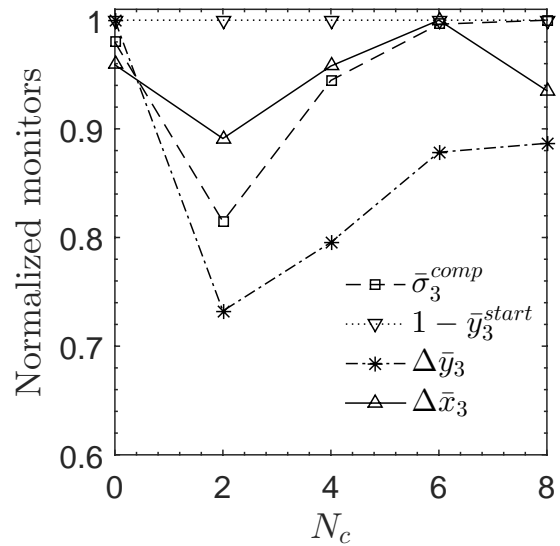 1
0.9
0.8
0.7
0.6
Normalized monitors
σ̄₃^comp
1 − ȳ₃^start
Δȳ₃
Δx̄₃
0 2 4 6 8
N_c